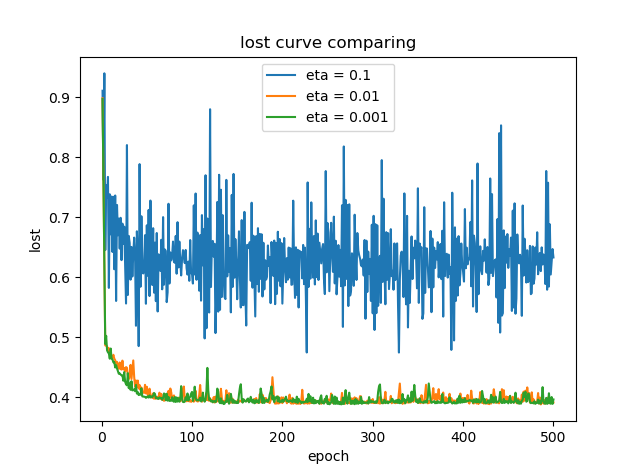 lost curve comparing
eta = 0.1
eta = 0.01
eta = 0.001
lost
0.9
0.8
0.7
0.6
0.5
0.4
0 100 200 300 400 500
epoch